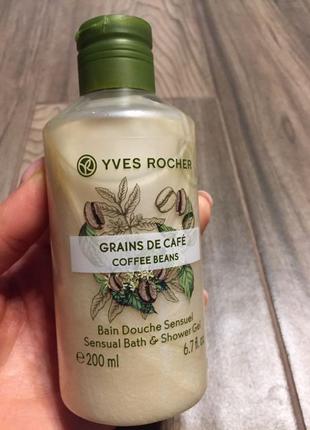 YR
YVES ROCHER
GRAINS DE CAFÉ
COFFEE BEANS
Bain Douche Sensuel
Sensual Bath & Shower Gel
e 200 ml
6.7 fl.